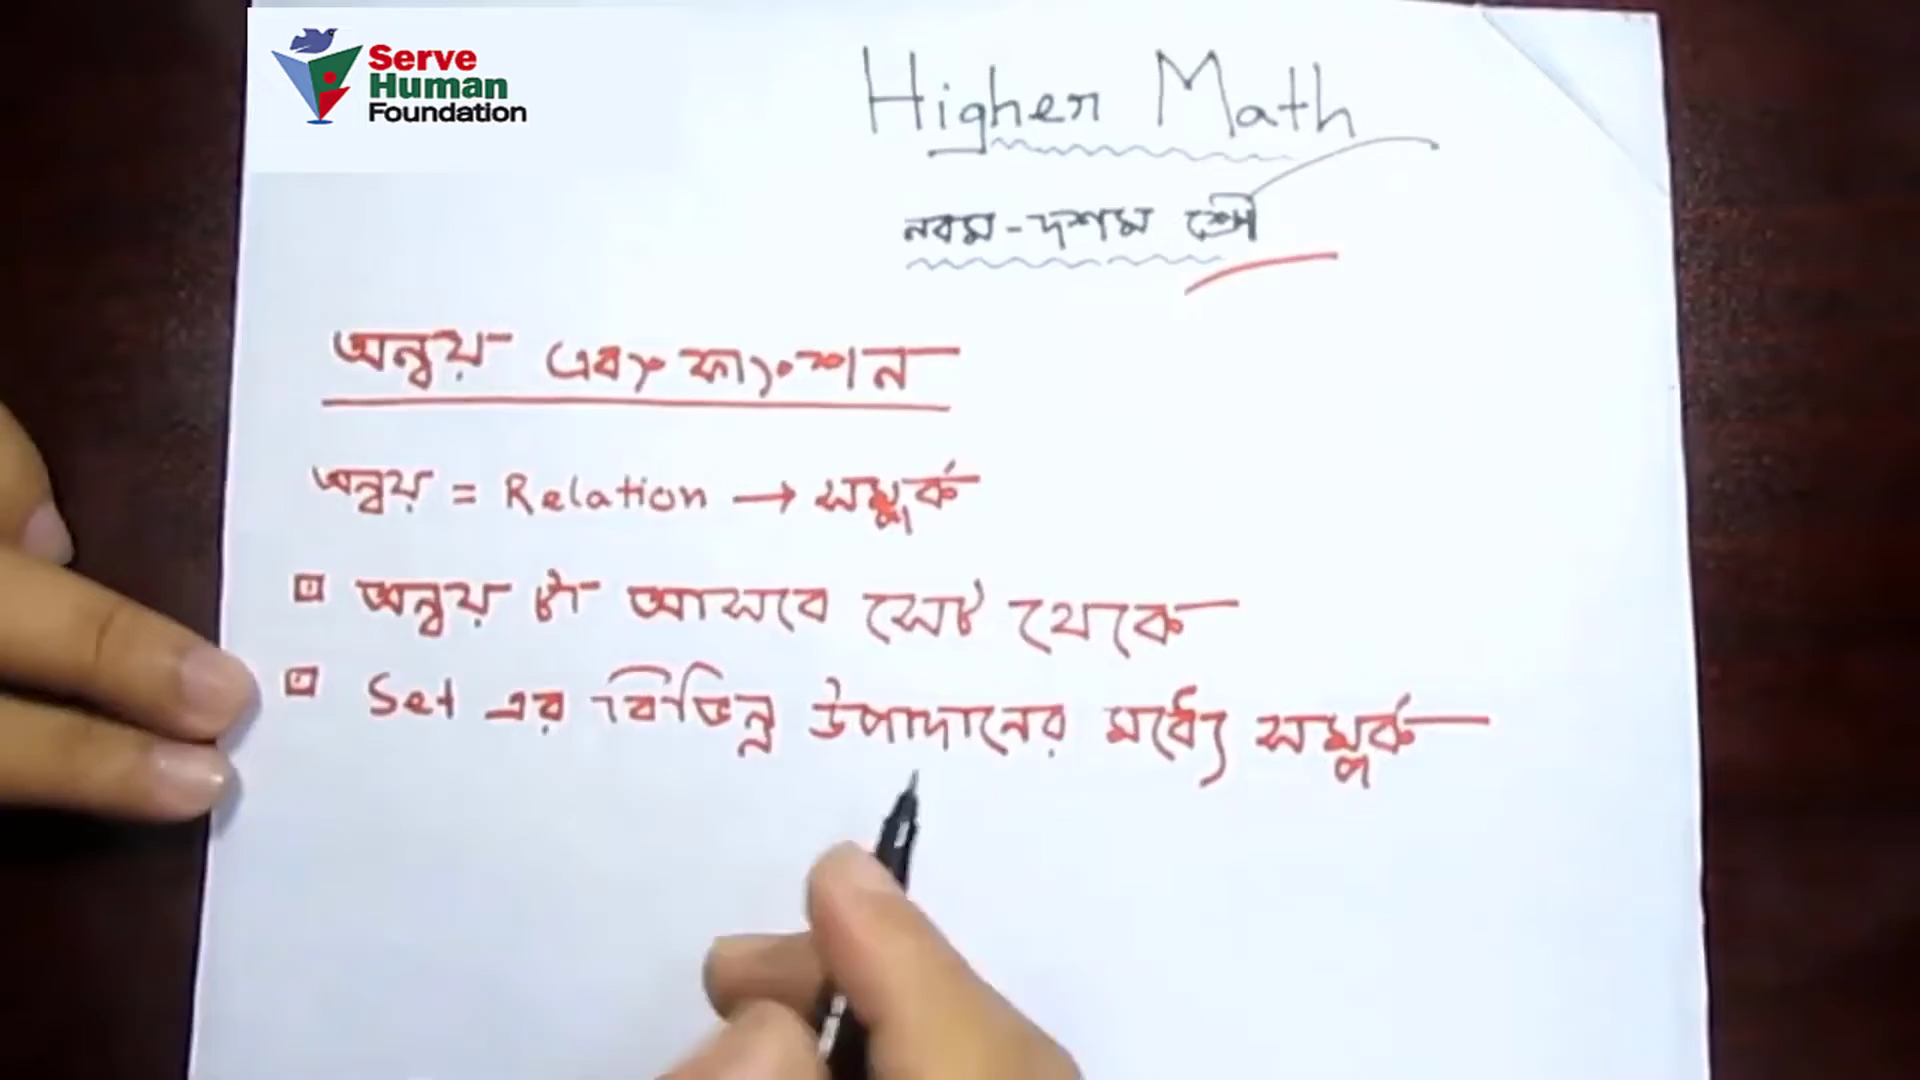 Serve
Human
Foundation
Higher Math
নবম-দশম শ্রেণী
অন্বয় এবং ফাংশন
অন্বয় = Relation → সম্পর্ক
অন্বয় টা আসবে সেট থেকে
Set এর বিভিন্ন উপাদানের মধ্যে সম্পর্ক